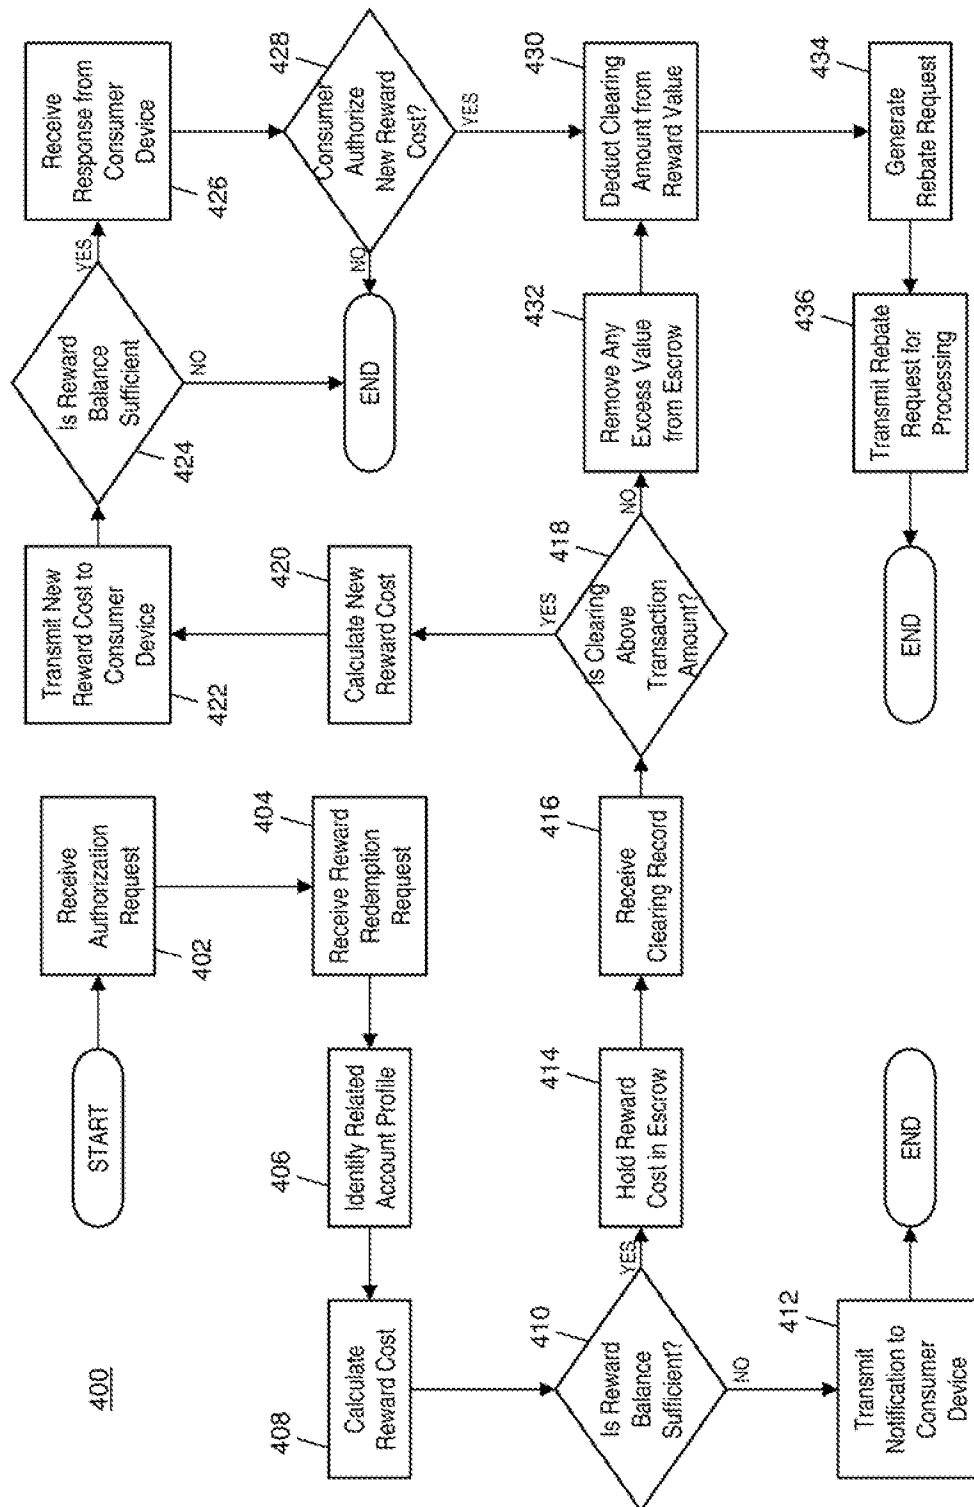 400
START
Receive
Authorization
Request
402
Receive Reward
Redemption
Request
404
Identify Related
Account Profile
406
Calculate
Reward Cost
408
Is Reward
Balance
Sufficient?
410
YES
NO
Transmit
Notification to
Consumer
Device
412
END
Hold Reward
Cost in Escrow
414
Receive
Clearing Record
416
Is Clearing
Above
Transaction
Amount?
418
YES
NO
Calculate New
Reward Cost
420
Transmit New
Reward Cost to
Consumer
Device
422
Is Reward
Balance
Sufficient
424
YES
NO
Receive
Response from
Consumer
Device
426
Consumer
Authorize
New Reward
Cost?
428
NO
YES
END
Remove Any
Excess Value
from Escrow
432
Deduct Clearing
Amount from
Reward Value
430
Generate
Rebate Request
434
Transmit Rebate
Request for
Processing
436
END